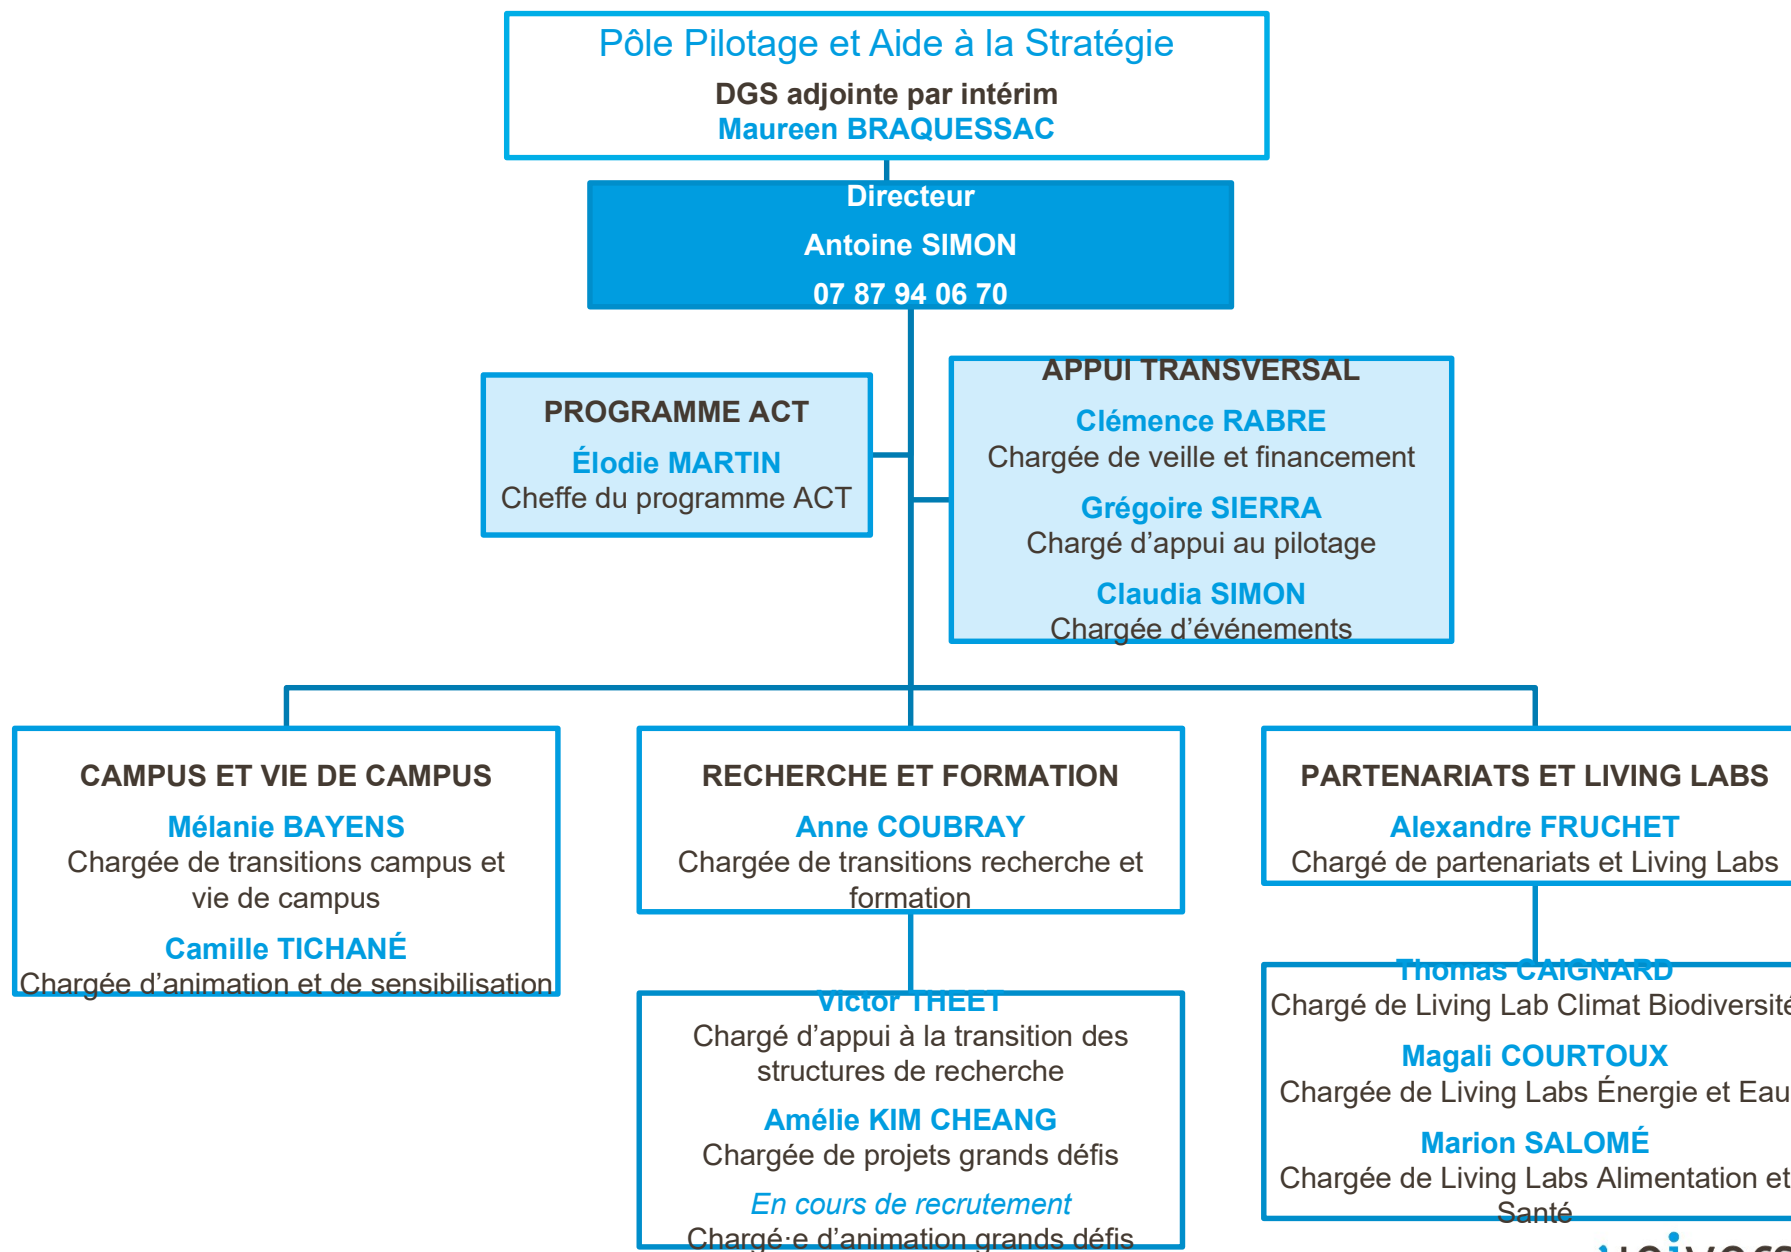 Pôle Pilotage et Aide à la Stratégie
DGS adjointe par intérim
Maureen BRAQUESSAC
Directeur
Antoine SIMON
07 87 94 06 70
PROGRAMME ACT
Élodie MARTIN
Cheffe du programme ACT
APPUI TRANSVERSAL
Clémence RABRE
Chargée de veille et financement
Grégoire SIERRA
Chargé d’appui au pilotage
Claudia SIMON
Chargée d’événements
CAMPUS ET VIE DE CAMPUS
Mélanie BAYENS
Chargée de transitions campus et
vie de campus
Camille TICHANÉ
Chargée d’animation et de sensibilisation
RECHERCHE ET FORMATION
Anne COUBRAY
Chargée de transitions recherche et
formation
Victor THEET
Chargé d’appui à la transition des
structures de recherche
Amélie KIM CHEANG
Chargée de projets grands défis
En cours de recrutement
Chargé·e d’animation grands défis
PARTENARIATS ET LIVING LABS
Alexandre FRUCHET
Chargé de partenariats et Living Labs
Thomas CAIGNARD
Chargé de Living Lab Climat Biodiversité
Magali COURTOUX
Chargée de Living Labs Énergie et Eau
Marion SALOMÉ
Chargée de Living Labs Alimentation et
Santé